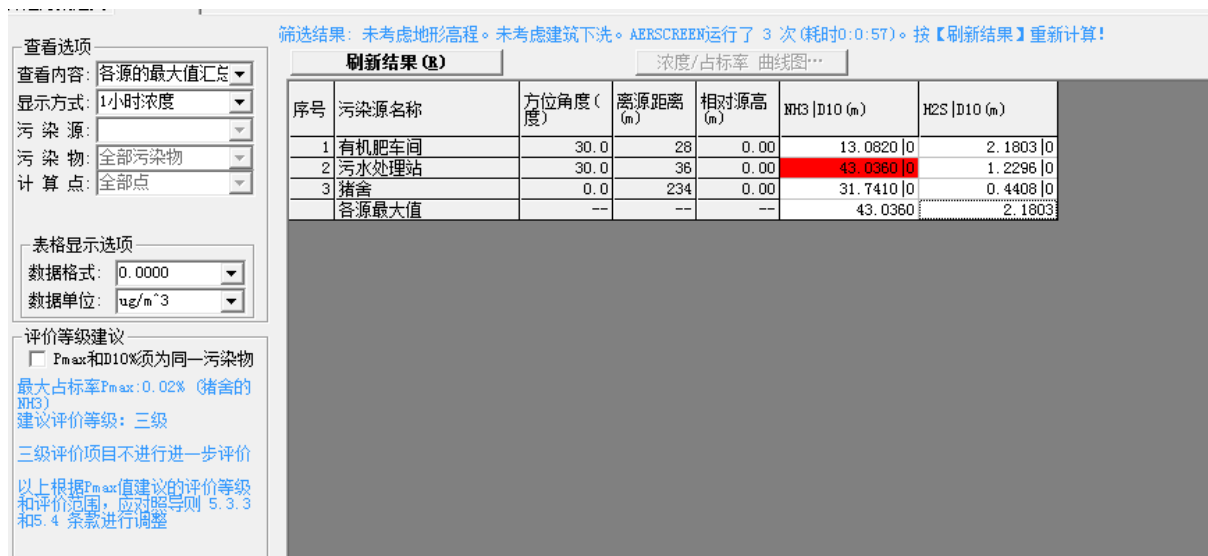 筛选结果: 未考虑地形高程。未考虑建筑下洗。AERSCREEN运行了 3 次(耗时0:0:57)。按【刷新结果】重新计算!
查看选项
查看内容: 各源的最大值汇总
显示方式: 1小时浓度
污 染 源:
污 染 物: 全部污染物
计 算 点: 全部点
表格显示选项
数据格式: 0.0000
数据单位: ug/m^3
评价等级建议
Pmax和D10%须为同一污染物
最大占标率Pmax:0.02% (猪舍的
NH3)
建议评价等级: 三级
三级评价项目不进行进一步评价
以上根据Pmax值建议的评价等级
和评价范围,应对照导则 5.3.3
和5.4 条款进行调整
刷新结果(R) 浓度/占标率 曲线图…
序号 污染源名称 方位角度(度) 离源距离(m) 相对源高(m) NH3|D10(m) H2S|D10(m)
1 有机肥车间 30.0 28 0.00 13.0820|0 2.1803|0
2 污水处理站 30.0 36 0.00 43.0360|0 1.2296|0
3 猪舍 0.0 234 0.00 31.7410|0 0.4408|0
各源最大值 -- -- -- 43.0360 2.1803